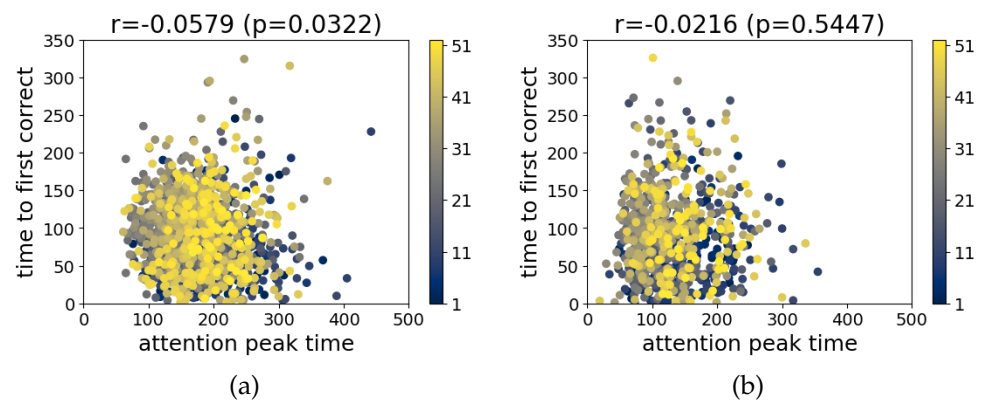 r=-0.0579 (p=0.0322)
350
300
250
200
150
100
50
0
time to first correct
0 100 200 300 400 500
attention peak time
51
41
31
21
11
1
(a)
r=-0.0216 (p=0.5447)
350
300
250
200
150
100
50
0
time to first correct
0 100 200 300 400 500
attention peak time
51
41
31
21
11
1
(b)